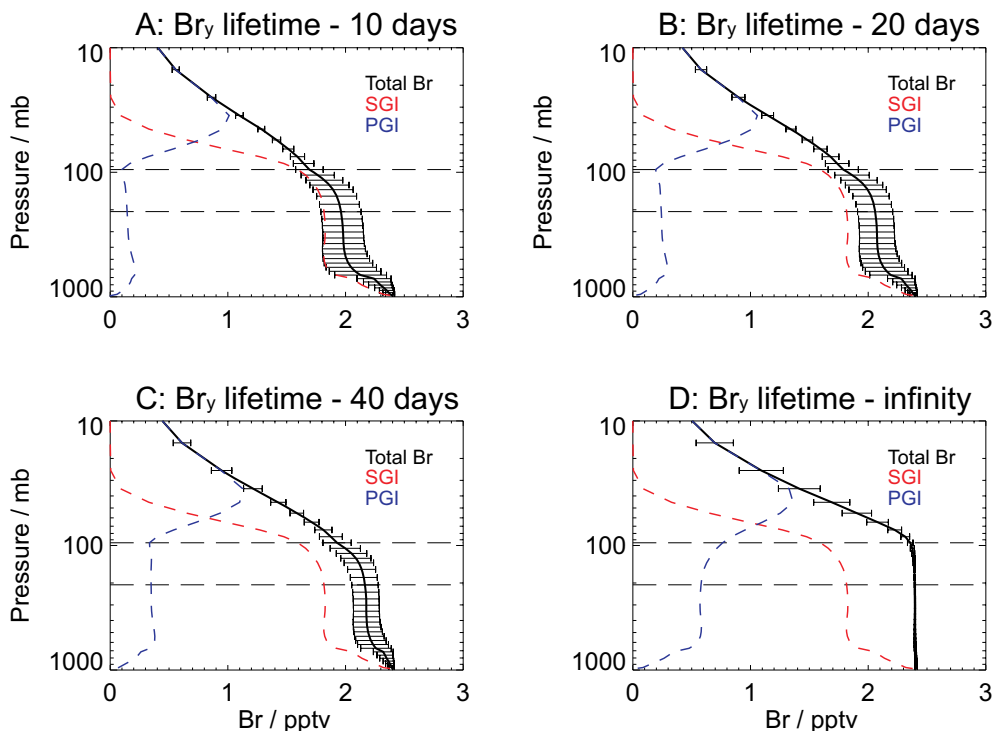 A: Bry lifetime - 10 days
10
100
1000
Pressure / mb
Total Br
SGI
PGI
0 1 2 3
B: Bry lifetime - 20 days
10
100
1000
Pressure / mb
Total Br
SGI
PGI
0 1 2 3
C: Bry lifetime - 40 days
10
100
1000
Pressure / mb
Total Br
SGI
PGI
0 1 2 3
Br / pptv
D: Bry lifetime - infinity
10
100
1000
Pressure / mb
Total Br
SGI
PGI
0 1 2 3
Br / pptv